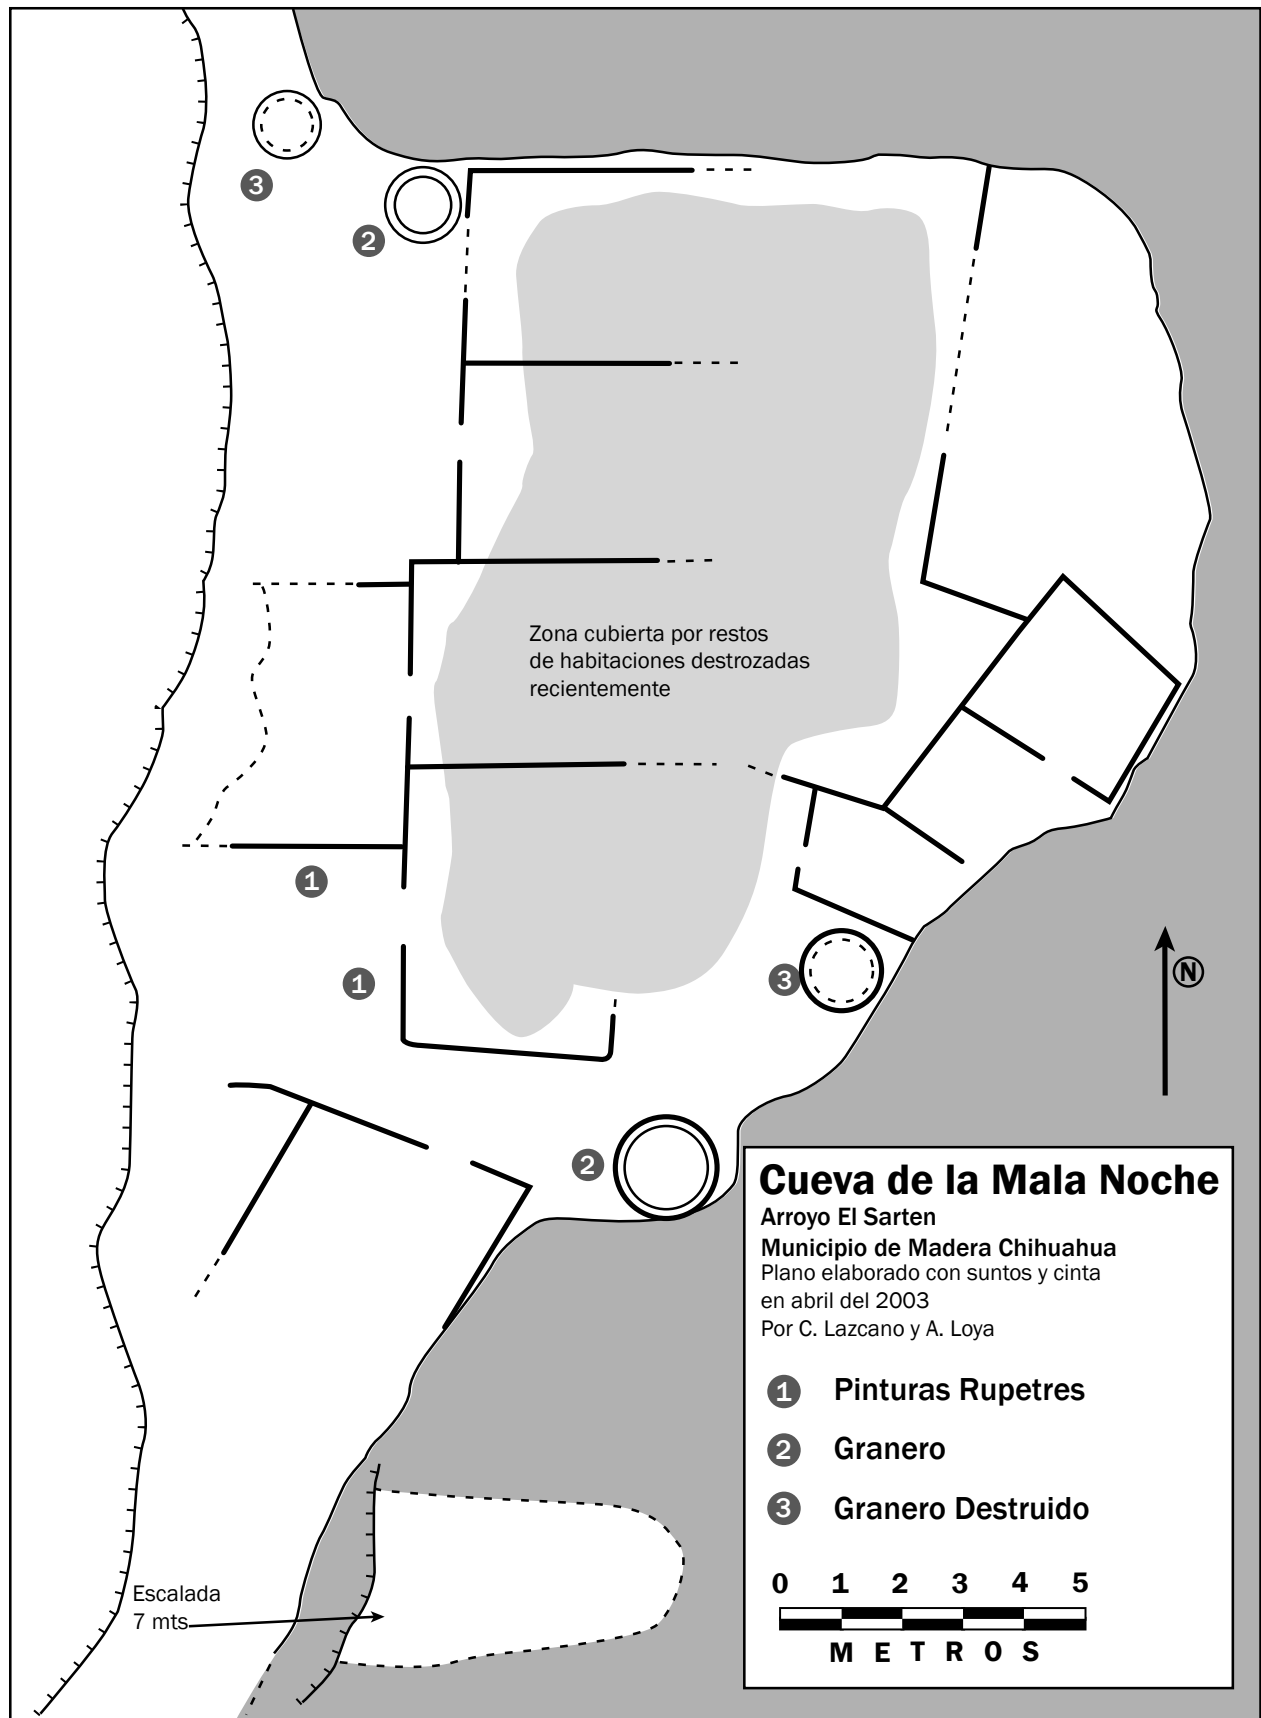 3
2
Zona cubierta por restos
de habitaciones destrozadas
recientemente
1
1
3
N
2
Cueva de la Mala Noche
Arroyo El Sarten
Municipio de Madera Chihuahua
Plano elaborado con suntos y cinta
en abril del 2003
Por C. Lazcano y A. Loya
1 Pinturas Rupetres
2 Granero
3 Granero Destruido
0 1 2 3 4 5
METROS
Escalada
7 mts